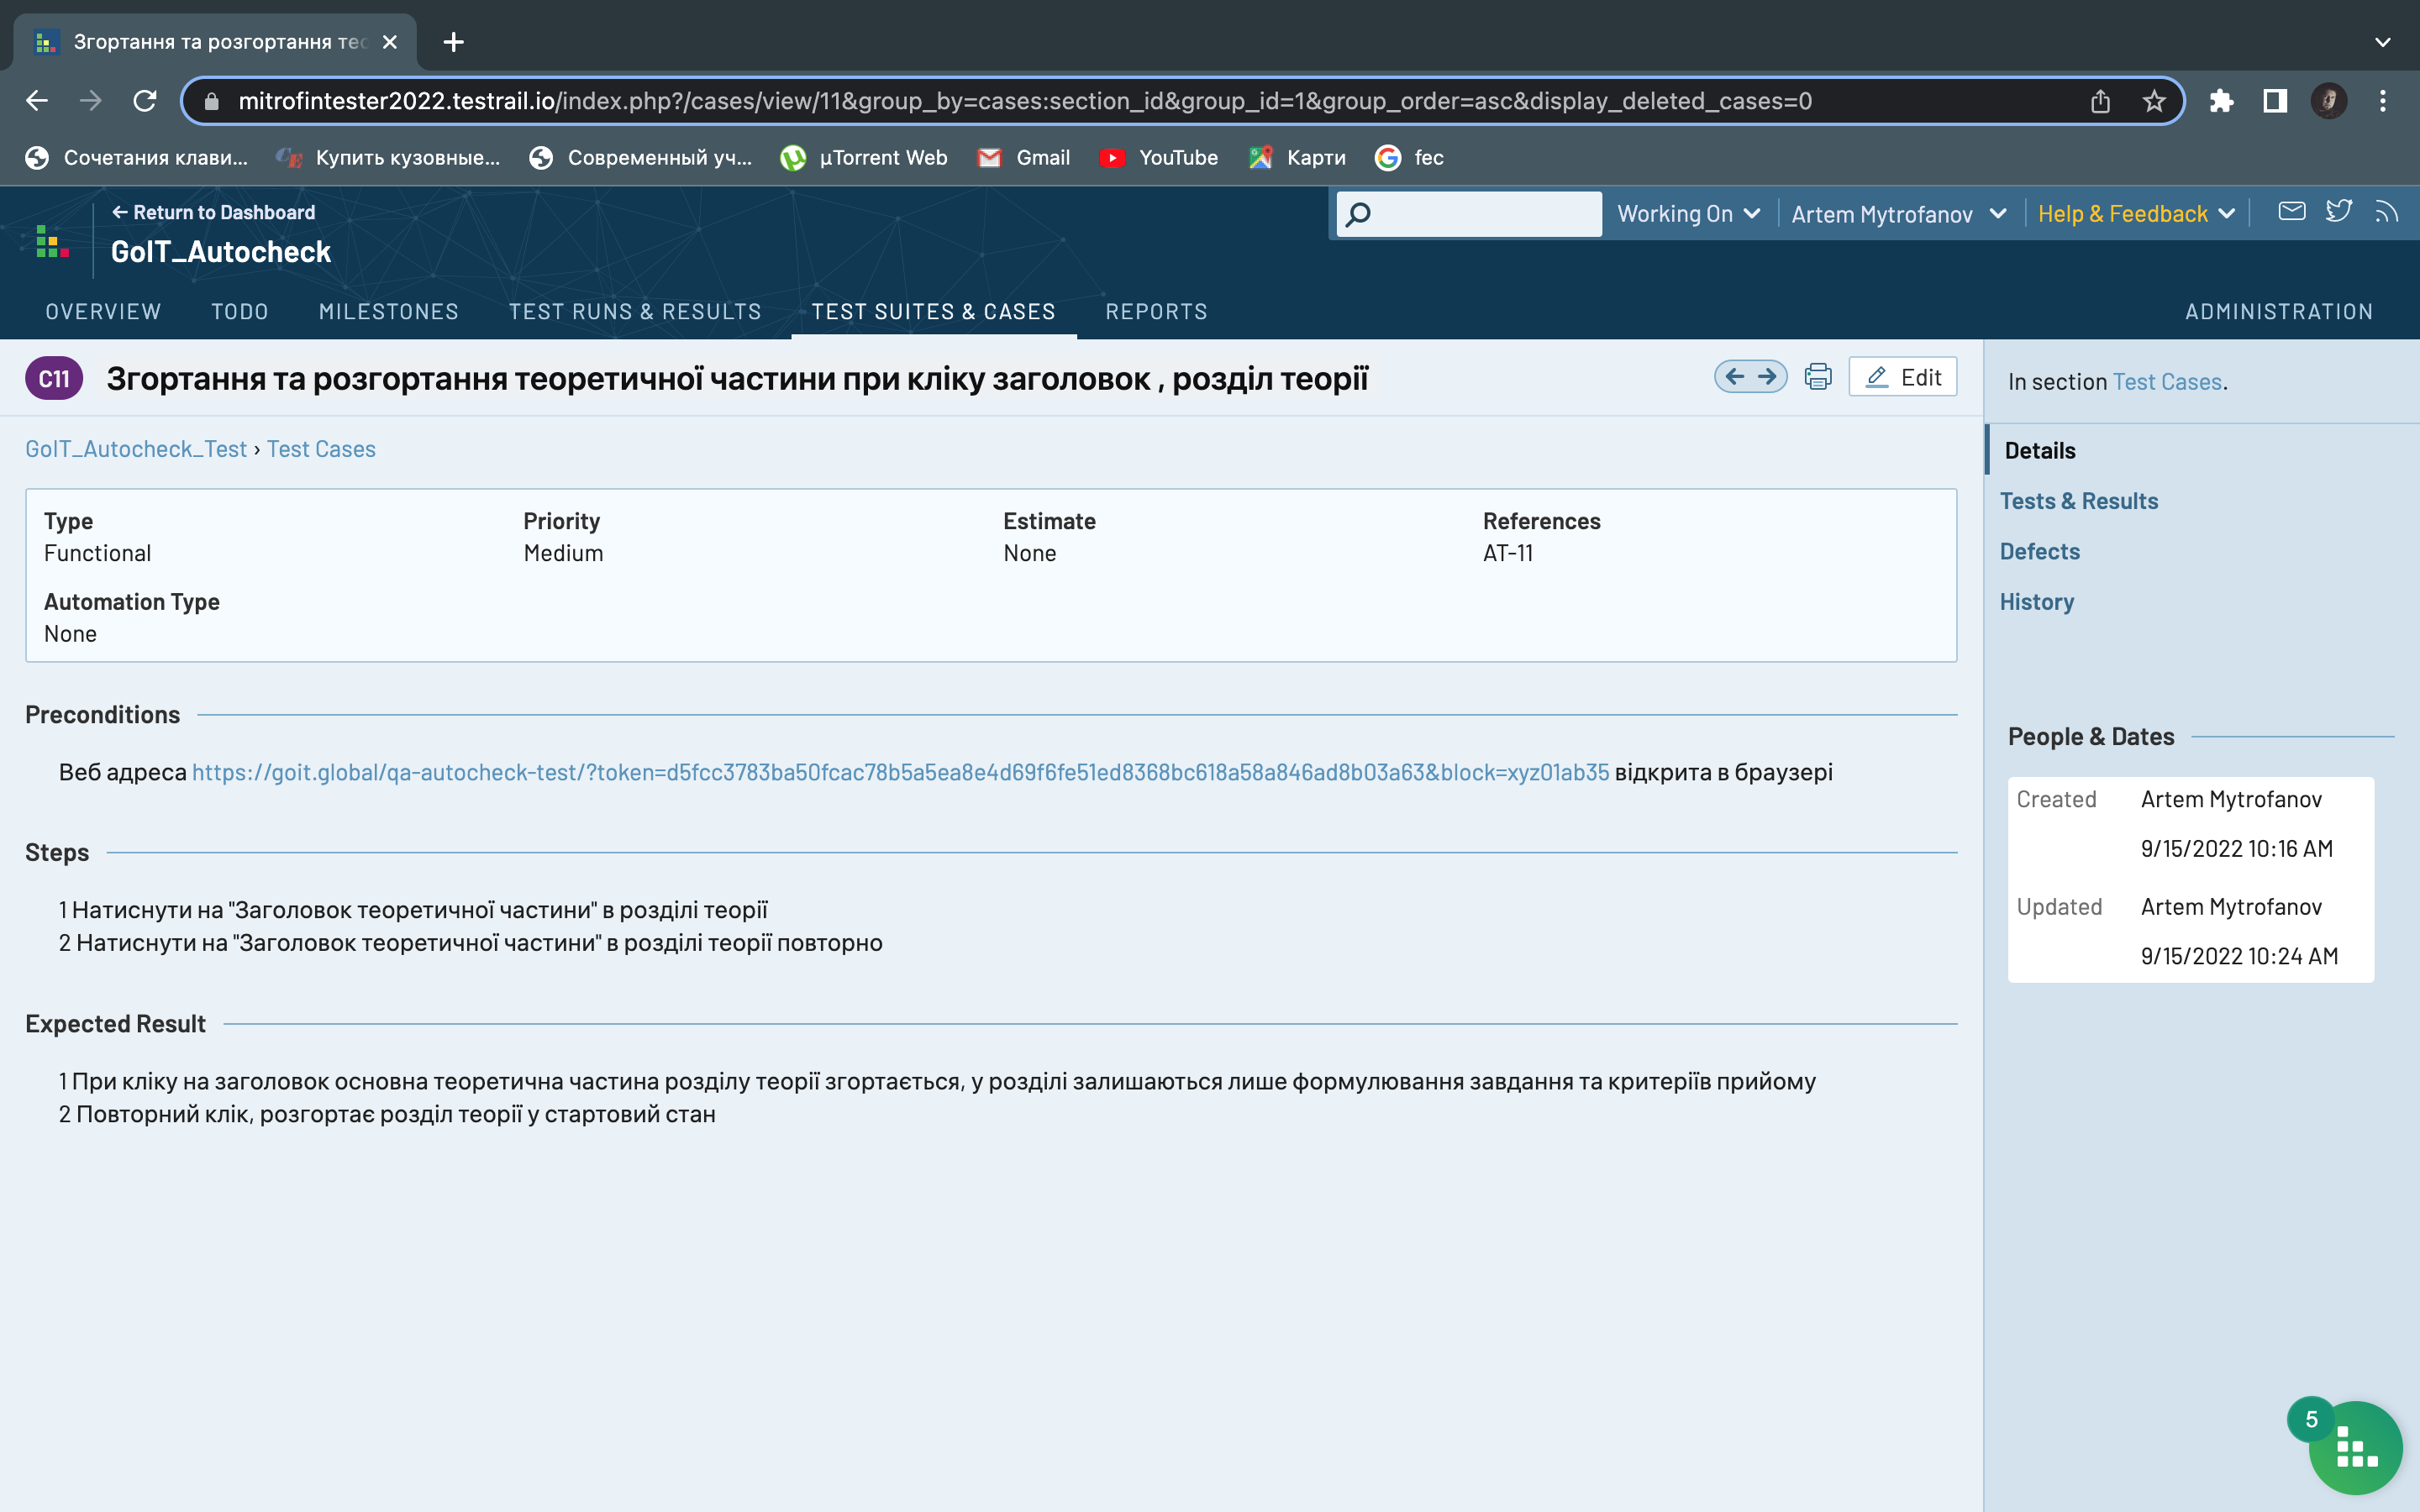 Згортання та розгортання тео
mitrofintester2022.testrail.io/index.php?/cases/view/11&group_by=cases:section_id&group_id=1&group_order=asc&display_deleted_cases=0
Сочетания клави... Купить кузовные... Современный уч... µTorrent Web Gmail YouTube Карти fec
← Return to Dashboard
GoIT_Autocheck
Working On Artem Mytrofanov Help & Feedback
OVERVIEW TODO MILESTONES TEST RUNS & RESULTS TEST SUITES & CASES REPORTS ADMINISTRATION
C11 Згортання та розгортання теоретичної частини при кліку заголовок , розділ теорії
Edit
GoIT_Autocheck_Test › Test Cases
Type Priority Estimate References
Functional Medium None AT-11
Automation Type
None
Preconditions
Веб адреса https://goit.global/qa-autocheck-test/?token=d5fcc3783ba50fcac78b5a5ea8e4d69f6fe51ed8368bc618a58a846ad8b03a63&block=xyz01ab35 відкрита в браузері
Steps
1 Натиснути на "Заголовок теоретичної частини" в розділі теорії
2 Натиснути на "Заголовок теоретичної частини" в розділі теорії повторно
Expected Result
1 При кліку на заголовок основна теоретична частина розділу теорії згортається, у розділі залишаються лише формулювання завдання та критеріїв прийому
2 Повторний клік, розгортає розділ теорії у стартовий стан
In section Test Cases.
Details
Tests & Results
Defects
History
People & Dates
Created Artem Mytrofanov
9/15/2022 10:16 AM
Updated Artem Mytrofanov
9/15/2022 10:24 AM
5